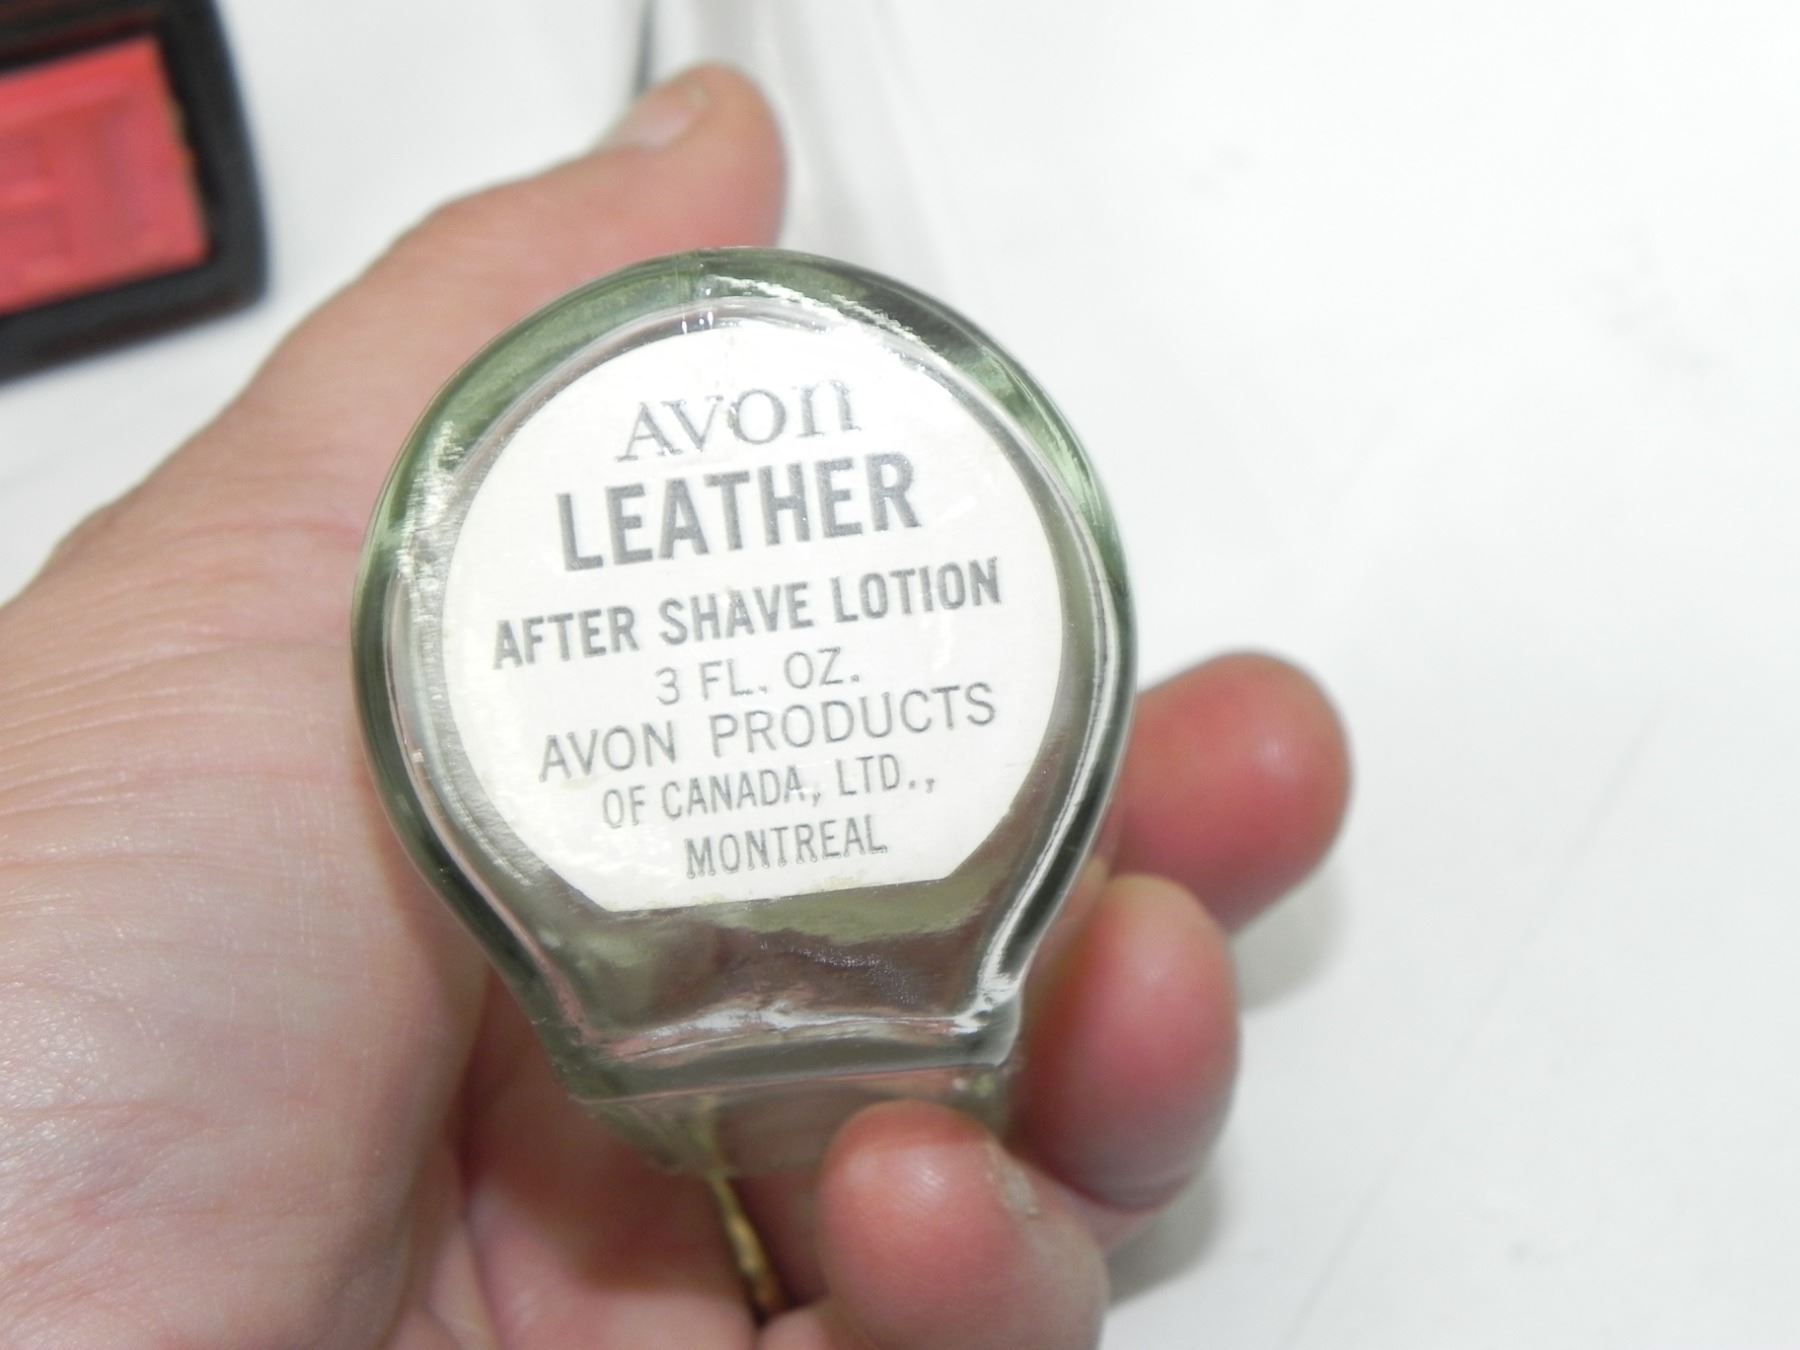 AVON
LEATHER
AFTER SHAVE LOTION
3 FL. OZ.
AVON PRODUCTS
OF CANADA, LTD.,
MONTREAL